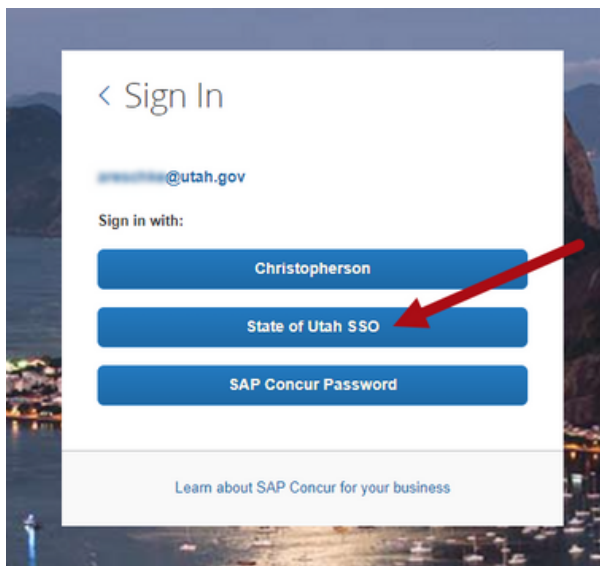 < Sign In
@utah.gov
Sign in with:
Christopherson
State of Utah SSO
SAP Concur Password
Learn about SAP Concur for your business